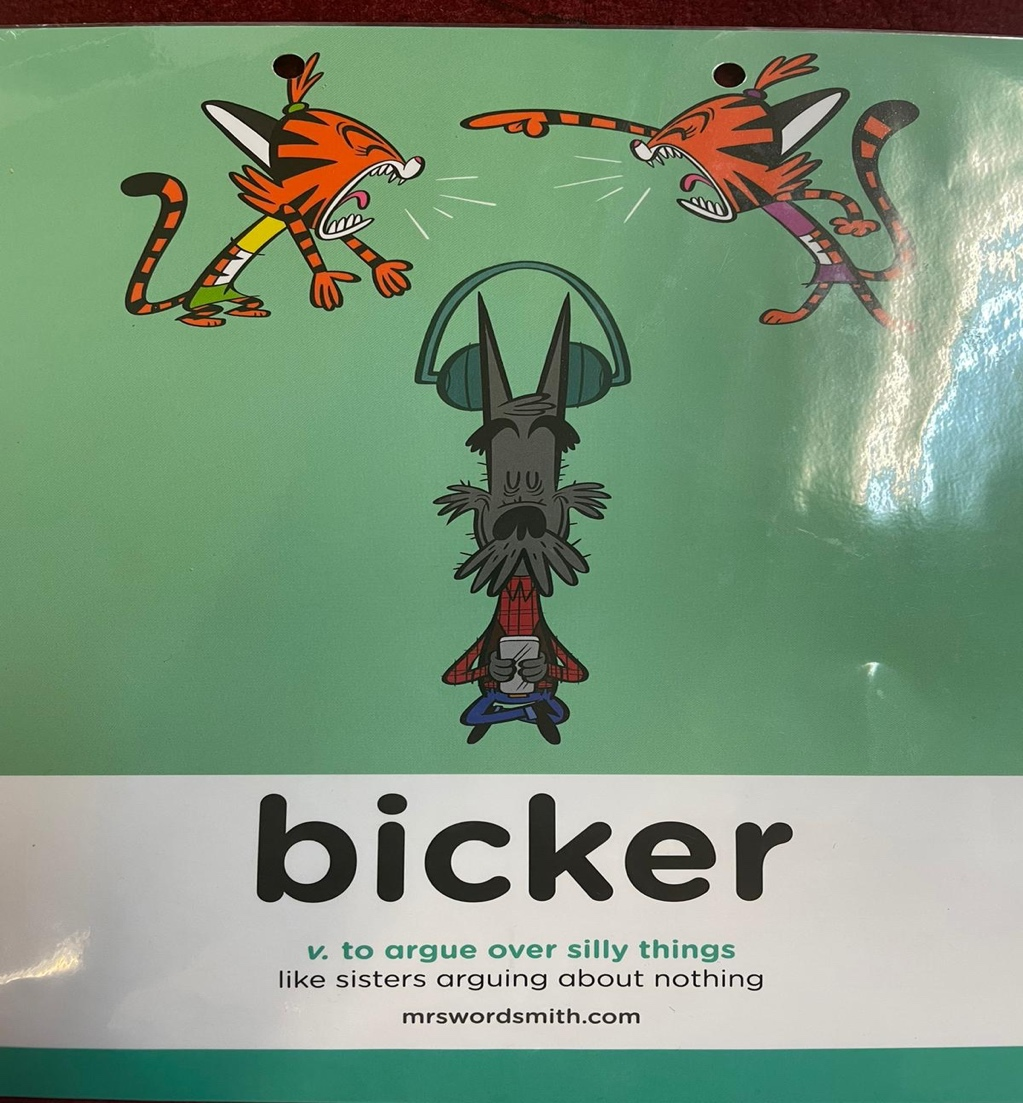 bicker
v. to argue over silly things
like sisters arguing about nothing
mrswordsmith.com